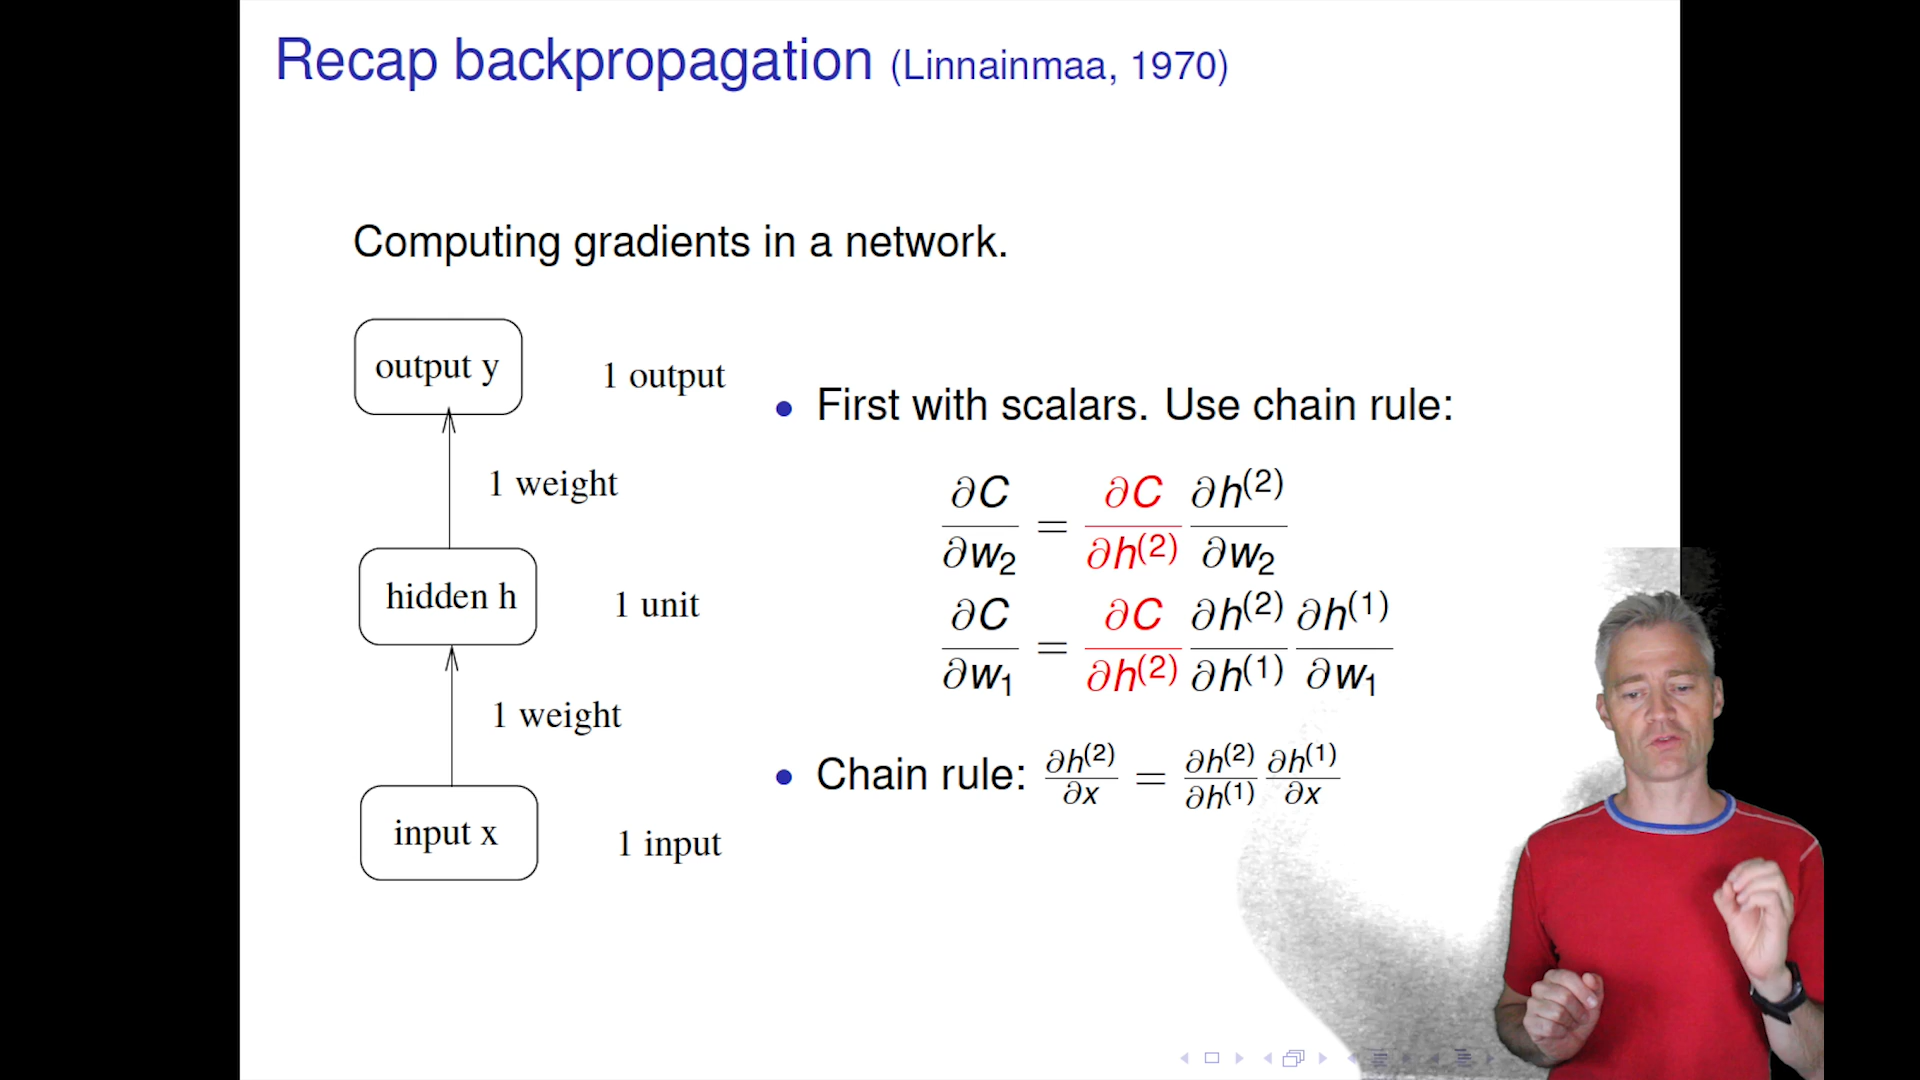 Recap backpropagation (Linnainmaa, 1970)
Computing gradients in a network.
output y
1 output
1 weight
hidden h
1 unit
1 weight
input x
1 input
• First with scalars. Use chain rule:
∂C/∂w₂ = ∂C/∂h⁽²⁾ ∂h⁽²⁾/∂w₂
∂C/∂w₁ = ∂C/∂h⁽²⁾ ∂h⁽²⁾/∂h⁽¹⁾ ∂h⁽¹⁾/∂w₁
• Chain rule: ∂h⁽²⁾/∂x = ∂h⁽²⁾/∂h⁽¹⁾ ∂h⁽¹⁾/∂x